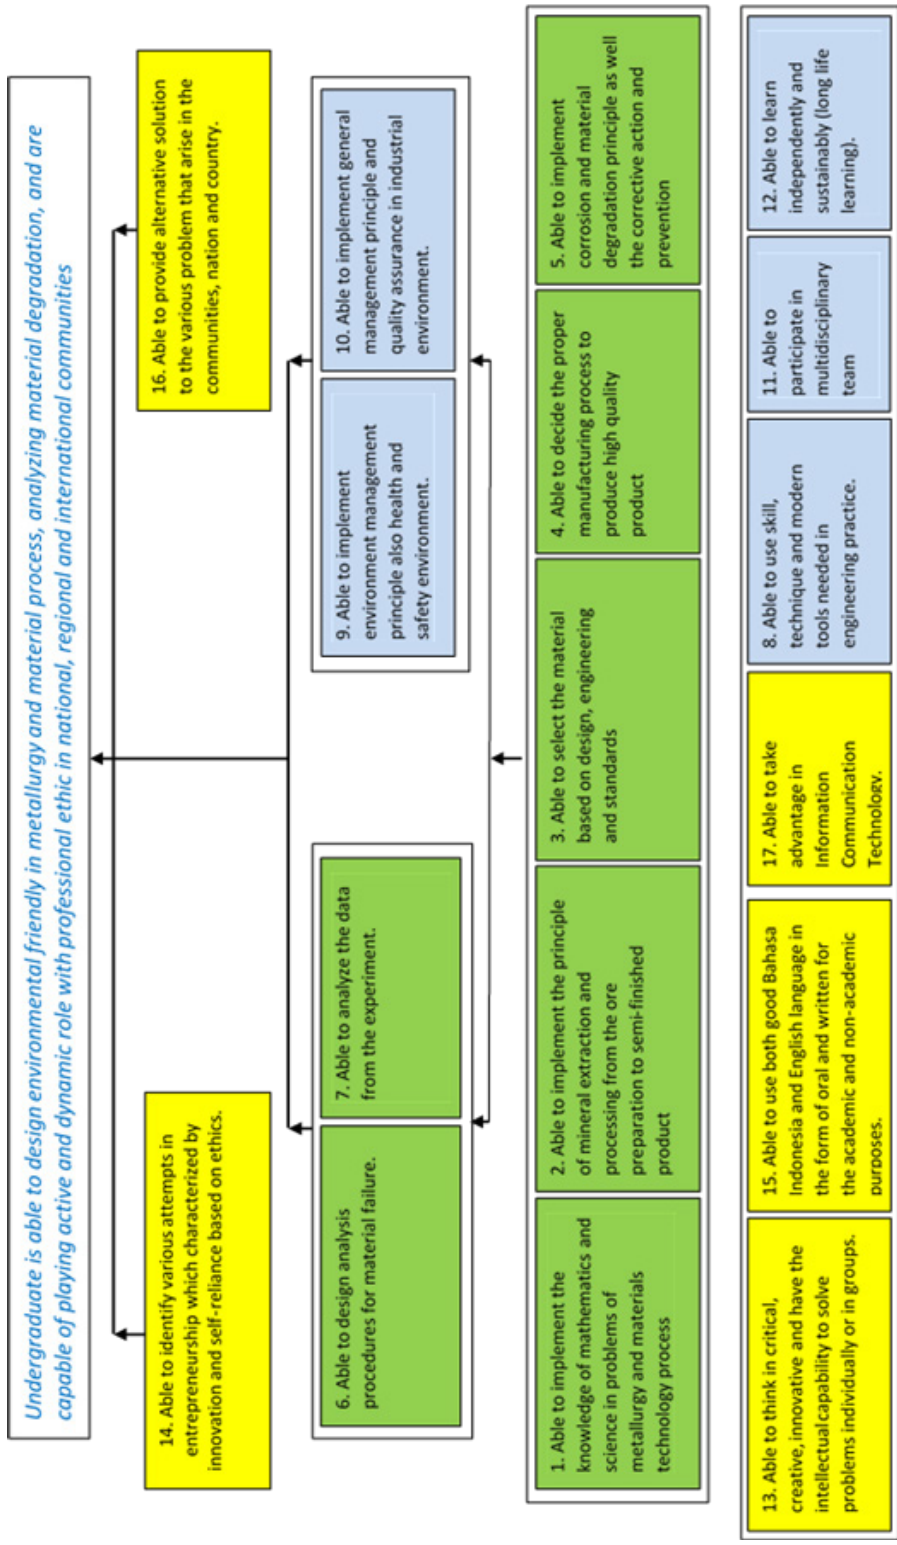 Undergraduate is able to design environmental friendly in metallurgy and material process, analyzing material degradation, and are
capable of playing active and dynamic role with professional ethic in national, regional and international communities
14. Able to identify various attempts in
entrepreneurship which characterized by
innovation and self-reliance based on ethics.
16. Able to provide alternative solution
to the various problem that arise in the
communities, nation and country.
6. Able to design analysis
procedures for material failure.
7. Able to analyze the data
from the experiment.
9. Able to implement
environment management
principle also health and
safety environment.
10. Able to implement general
management principle and
quality assurance in industrial
environment.
1. Able to implement the
knowledge of mathematics and
science in problems of
metallurgy and materials
technology process
2. Able to implement the principle
of mineral extraction and
processing from the ore
preparation to semi-finished
product
3. Able to select the material
based on design, engineering
and standards
4. Able to decide the proper
manufacturing process to
produce high quality
product
5. Able to implement
corrosion and material
degradation principle as well
the corrective action and
prevention
13. Able to think in critical,
creative, innovative and have the
intellectual capability to solve
problems individually or in groups.
15. Able to use both good Bahasa
Indonesia and English language in
the form of oral and written for
the academic and non-academic
purposes.
17. Able to take
advantage in
Information
Communication
Technology.
8. Able to use skill,
technique and modern
tools needed in
engineering practice.
11. Able to
participate in
multidisciplinary
team
12. Able to learn
independently and
sustainably (long life
learning).